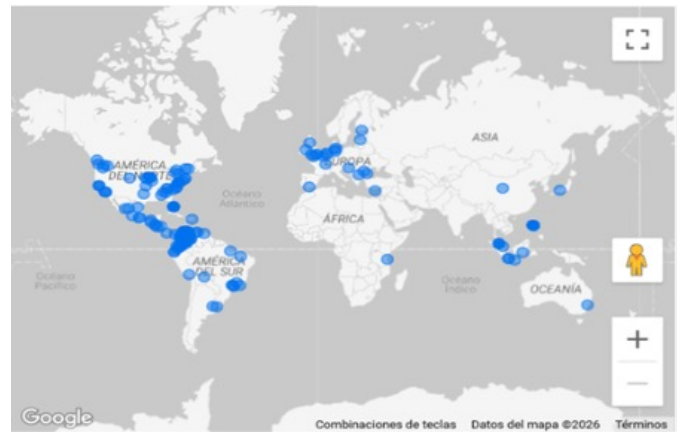 ASIA
AMÉRICA
DEL NORTE
EUROPA
Océano
Atlántico
ÁFRICA
Océano
Pacífico
AMÉRICA
DEL SUR
Océano
Índico
OCEANÍA
Google
Combinaciones de teclas Datos del mapa ©2026 Términos